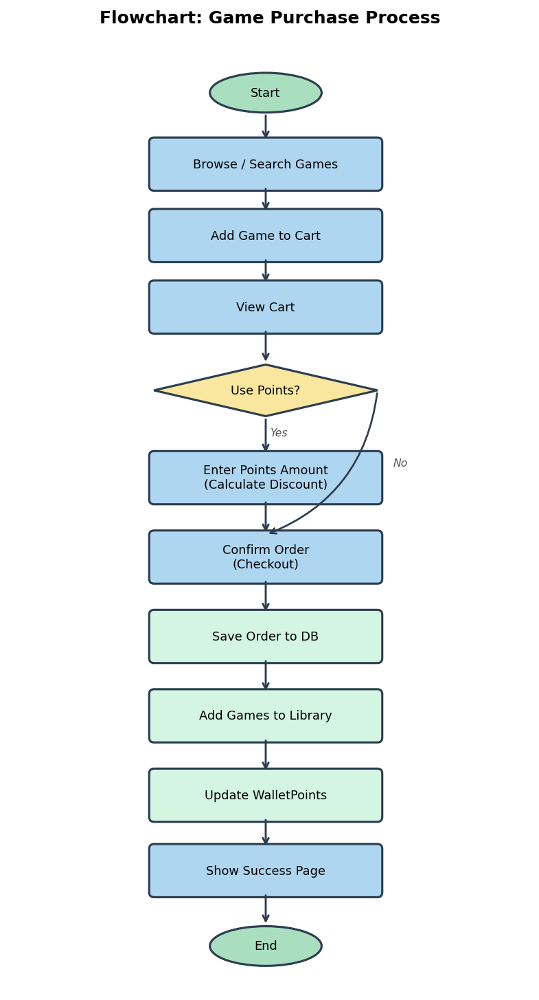 Flowchart: Game Purchase Process
Start
Browse / Search Games
Add Game to Cart
View Cart
Use Points?
Yes
No
Enter Points Amount
(Calculate Discount)
Confirm Order
(Checkout)
Save Order to DB
Add Games to Library
Update WalletPoints
Show Success Page
End